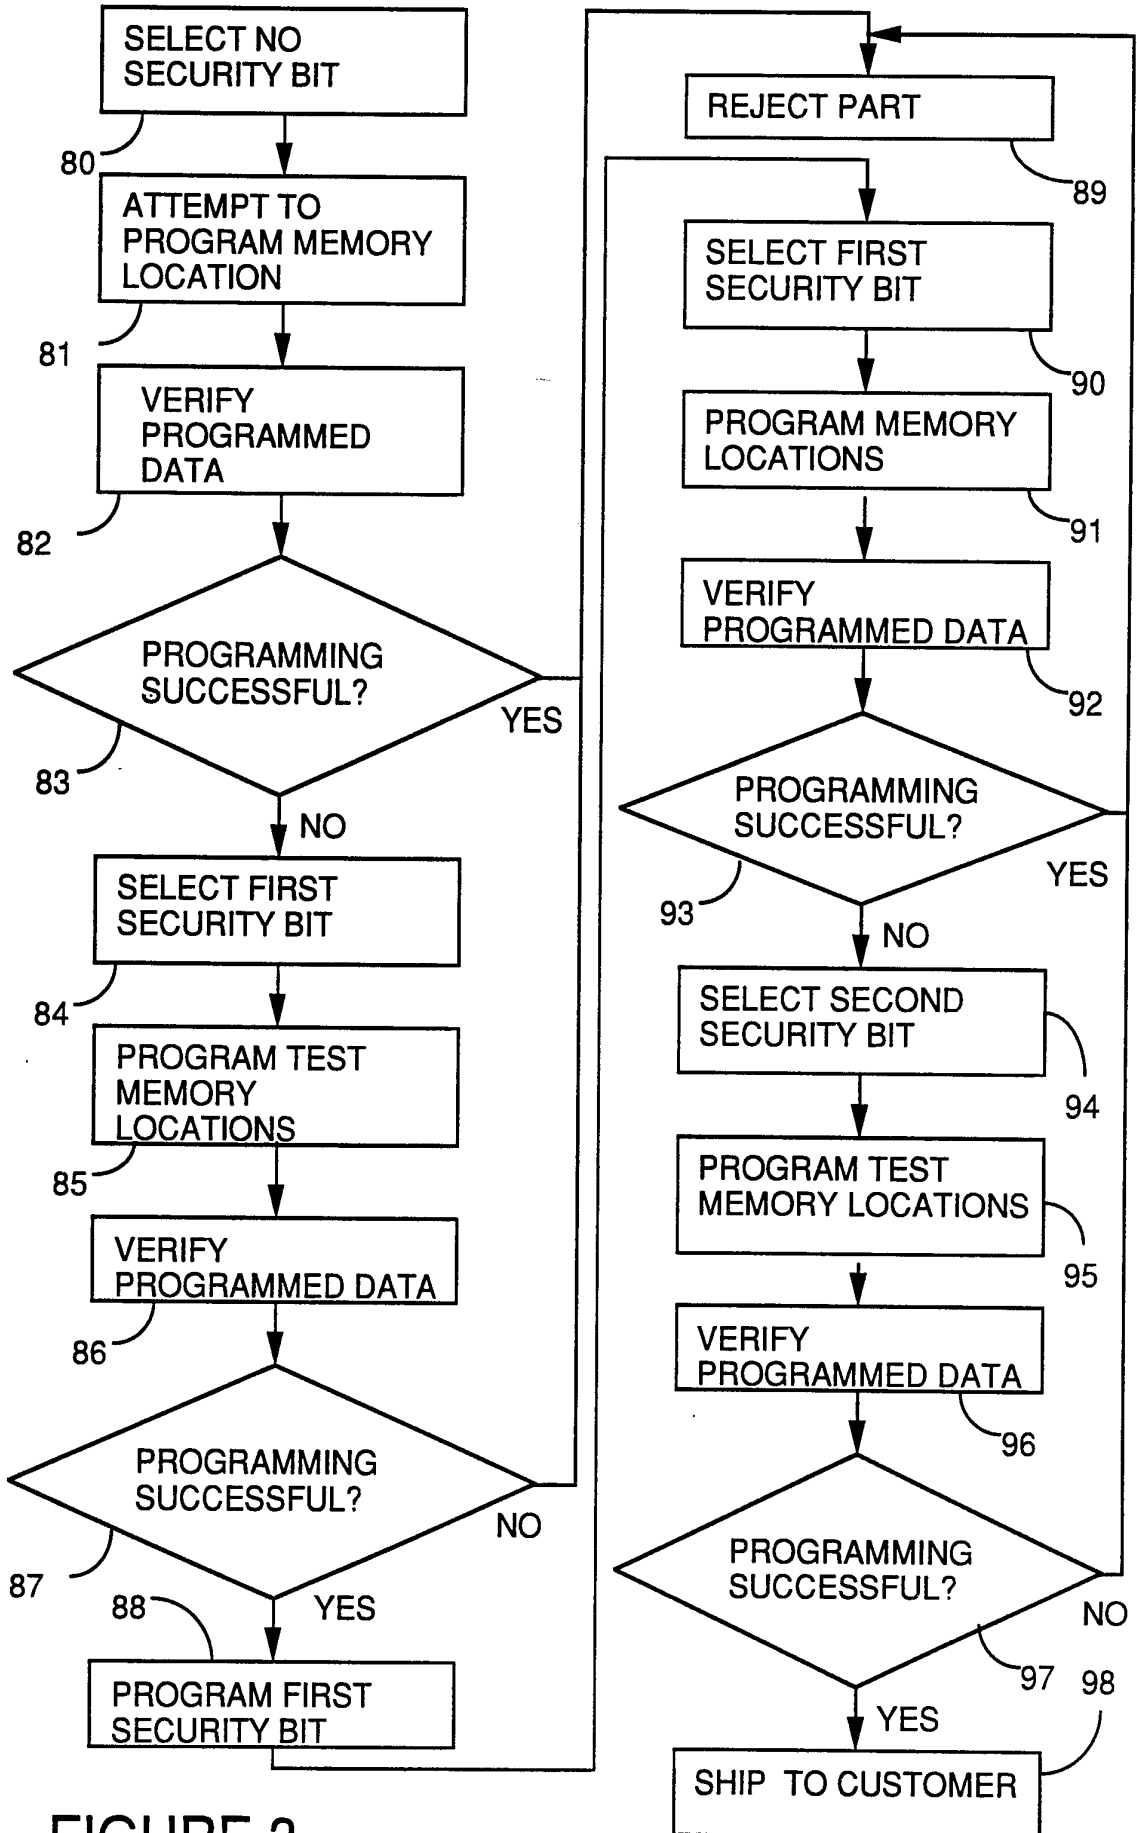 SELECT NO
SECURITY BIT
80
ATTEMPT TO
PROGRAM MEMORY
LOCATION
81
VERIFY
PROGRAMMED
DATA
82
PROGRAMMING
SUCCESSFUL?
YES
83
NO
SELECT FIRST
SECURITY BIT
84
PROGRAM TEST
MEMORY
LOCATIONS
85
VERIFY
PROGRAMMED DATA
86
PROGRAMMING
SUCCESSFUL?
NO
87
YES
88
PROGRAM FIRST
SECURITY BIT
REJECT PART
89
SELECT FIRST
SECURITY BIT
90
PROGRAM MEMORY
LOCATIONS
91
VERIFY
PROGRAMMED DATA
92
PROGRAMMING
SUCCESSFUL?
YES
93
NO
SELECT SECOND
SECURITY BIT
94
PROGRAM TEST
MEMORY LOCATIONS
95
VERIFY
PROGRAMMED DATA
96
PROGRAMMING
SUCCESSFUL?
NO
97
98
YES
SHIP TO CUSTOMER
FIGURE